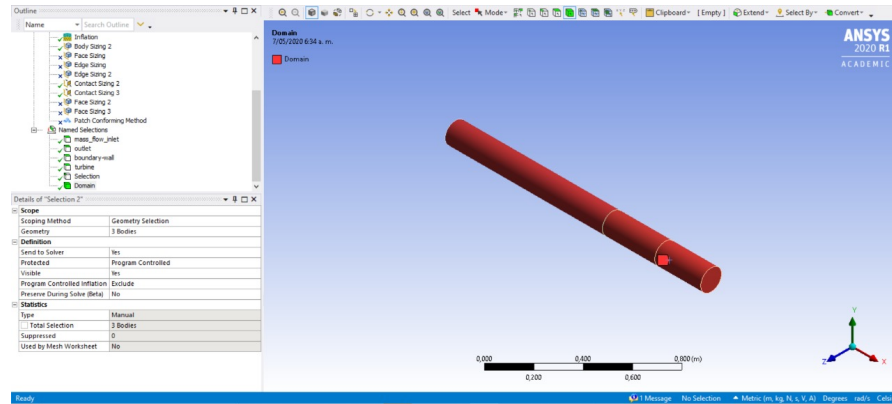 Outline
Name Search Outline
Inflation
Body Sizing 2
Face Sizing
Edge Sizing
Edge Sizing 2
Contact Sizing 2
Contact Sizing 3
Face Sizing 2
Face Sizing 3
Patch Conforming Method
Named Selections
mass_flow_inlet
outlet
boundary-wall
turbine
Selection
Domain
Details of "Selection 2"
Scope
Scoping Method Geometry Selection
Geometry 3 Bodies
Definition
Send to Solver Yes
Protected Program Controlled
Visible Yes
Program Controlled Inflation Exclude
Preserve During Solve (Beta) No
Statistics
Type Manual
Total Selection 3 Bodies
Suppressed 0
Used by Mesh Worksheet No
Select Mode Clipboard [ Empty ] Extend Select By Convert
Domain
7/05/2020 6:34 a. m.
Domain
ANSYS
2020 R1
ACADEMIC
0,000 0,400 0,800 (m)
0,200 0,600
Y
Z X
Ready 1 Message No Selection Metric (m, kg, N, s, V, A) Degrees rad/s Cels